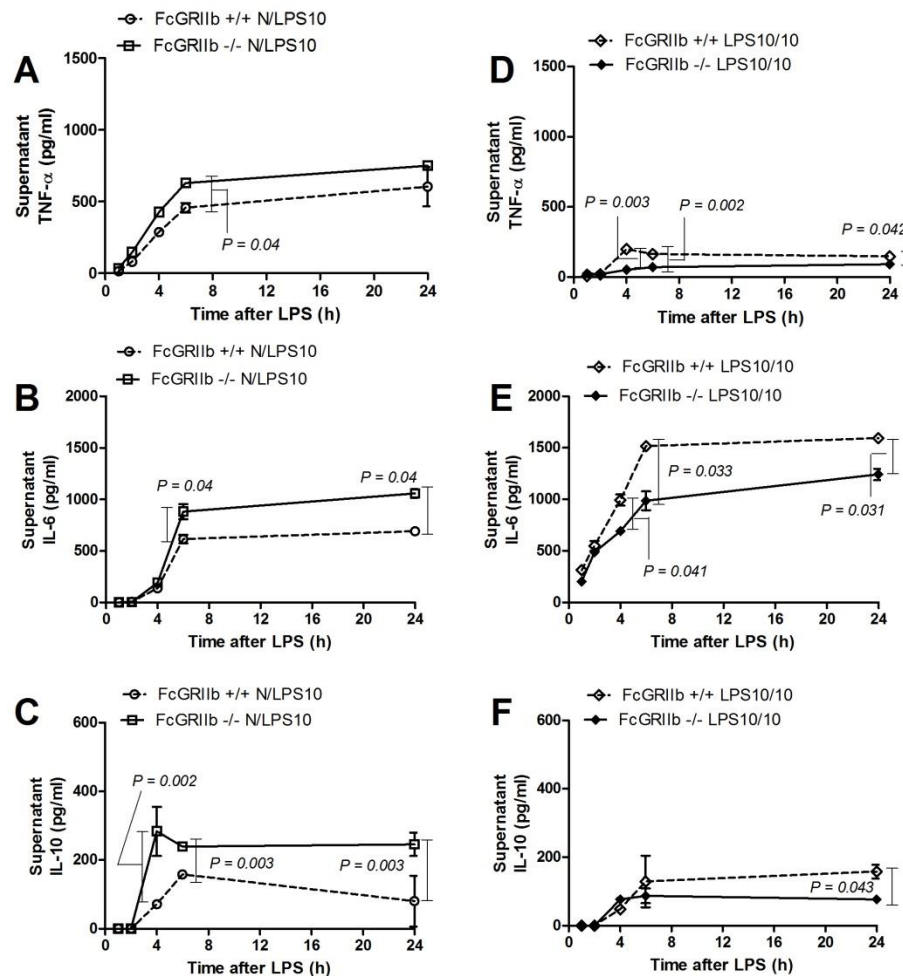 A
FcGRIIb +/+ N/LPS10
FcGRIIb -/- N/LPS10
Supernatant
TNF-α (pg/ml)
1500
1000
500
0
P = 0.04
0 4 8 12 16 20 24
Time after LPS (h)
D
FcGRIIb +/+ LPS10/10
FcGRIIb -/- LPS10/10
Supernatant
TNF-α (pg/ml)
1500
1000
500
0
P = 0.003
P = 0.002
P = 0.042
0 4 8 12 16 20 24
Time after LPS (h)
B
FcGRIIb +/+ N/LPS10
FcGRIIb -/- N/LPS10
Supernatant
IL-6 (pg/ml)
2000
1500
1000
500
0
P = 0.04
P = 0.04
0 4 8 12 16 20 24
Time after LPS (h)
E
FcGRIIb +/+ LPS10/10
FcGRIIb -/- LPS10/10
Supernatant
IL-6 (pg/ml)
2000
1500
1000
500
0
P = 0.033
P = 0.031
P = 0.041
0 4 8 12 16 20 24
Time after LPS (h)
C
FcGRIIb +/+ N/LPS10
FcGRIIb -/- N/LPS10
Supernatant
IL-10 (pg/ml)
600
400
200
0
P = 0.002
P = 0.003
P = 0.003
0 4 8 12 16 20 24
Time after LPS (h)
F
FcGRIIb +/+ LPS10/10
FcGRIIb -/- LPS10/10
Supernatant
IL-10 (pg/ml)
600
400
200
0
P = 0.043
0 4 8 12 16 20 24
Time after LPS (h)